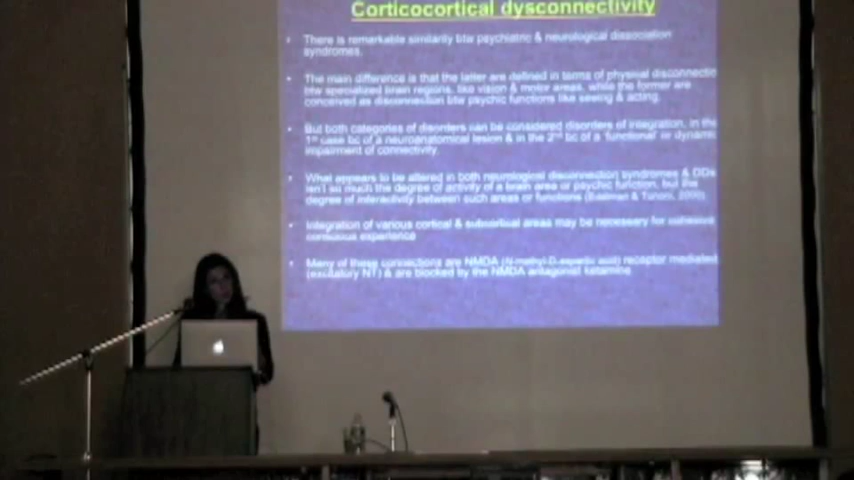 Corticocortical dysconnectivity
There is remarkable similarity btw psychiatric & neurological dissociation
syndromes.
The main difference is that the latter are defined in terms of physical disconnectio
btw specialized brain regions, like vision & motor areas, while the former are
conceived as disconnection btw psychic functions like seeing & acting.
But both categories of disorders can be considered disorders of integration, in the
1st case bc of a neuroanatomical lesion & in the 2nd bc of a 'functional' or dynamic
impairment of connectivity.
What appears to be altered in both neurological disconnection syndromes & DDs
isn't so much the degree of activity of a brain area or psychic function, but the
degree of interactivity between such areas or functions
Integration of various cortical & subcortical areas may be necessary for cohesive
conscious experience
Many of these connections are NMDA (N-methyl-D-aspartic acid) receptor mediated
(excitatory NT) & are blocked by the NMDA antagonist ketamine